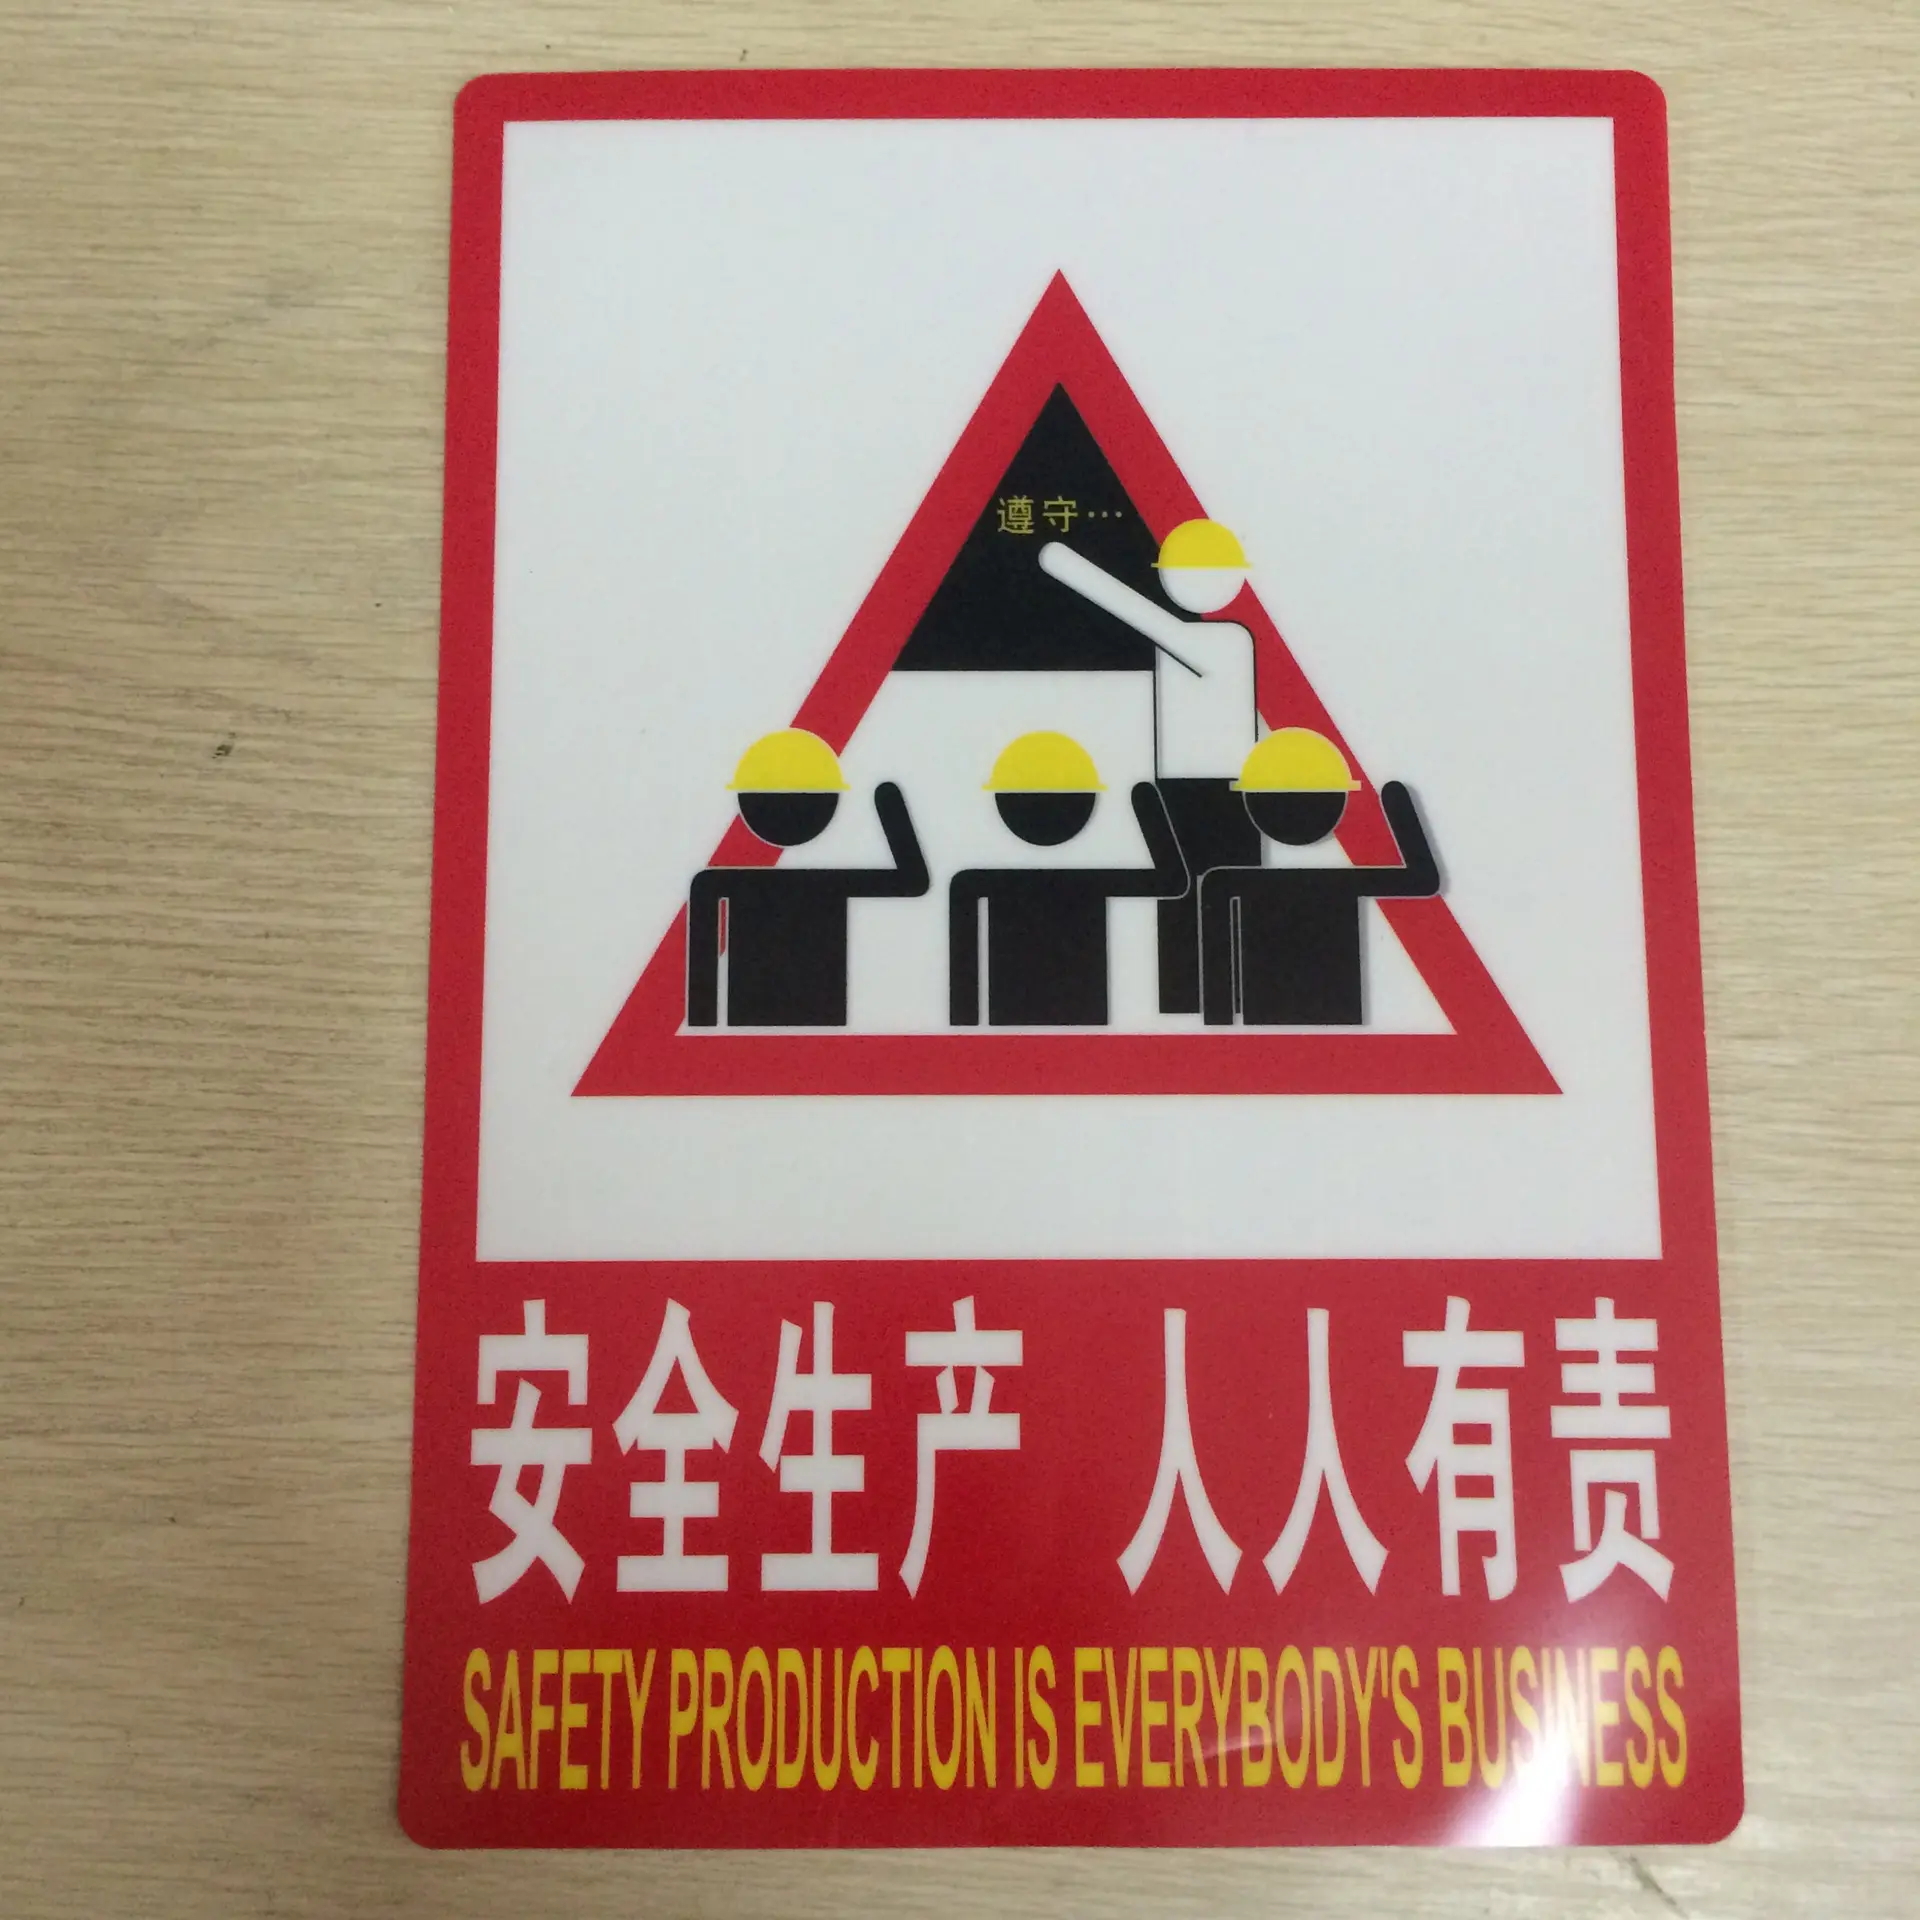 遵守…
安全生产 人人有责
SAFETY PRODUCTION IS EVERYBODY'S BUSINESS